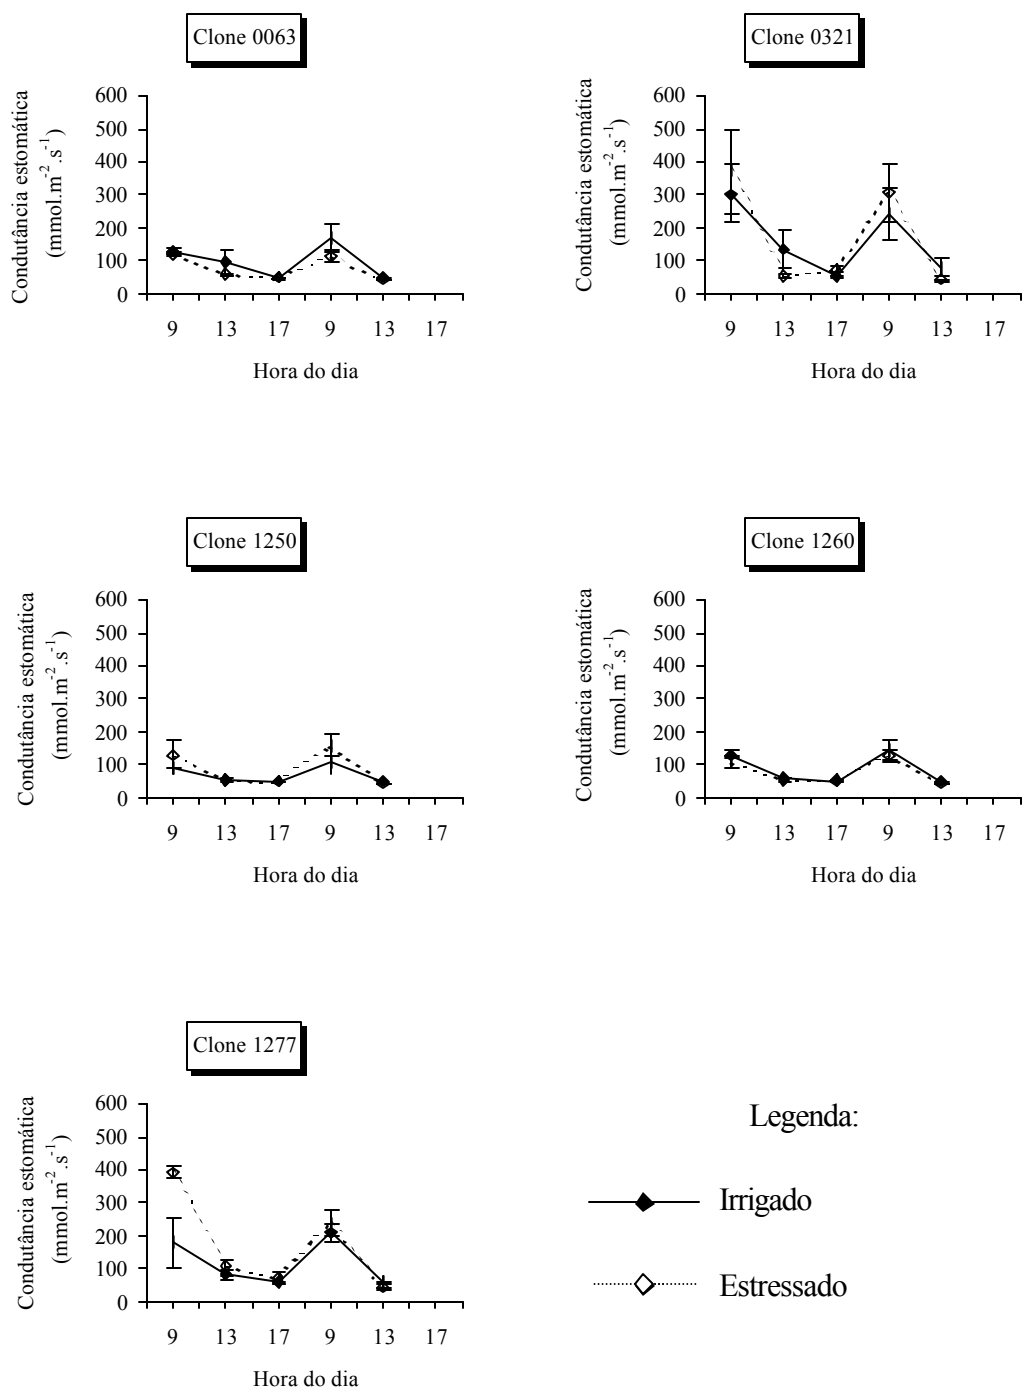 Clone 0063
Condutância estomática
(mmol.m-2.s-1)
600
500
400
300
200
100
0
9 13 17 9 13 17
Hora do dia
Clone 0321
Condutância estomática
(mmol.m-2.s-1)
600
500
400
300
200
100
0
9 13 17 9 13 17
Hora do dia
Clone 1250
Condutância estomática
(mmol.m-2.s-1)
600
500
400
300
200
100
0
9 13 17 9 13 17
Hora do dia
Clone 1260
Condutância estomática
(mmol.m-2.s-1)
600
500
400
300
200
100
0
9 13 17 9 13 17
Hora do dia
Clone 1277
Condutância estomática
(mmol.m-2.s-1)
600
500
400
300
200
100
0
9 13 17 9 13 17
Hora do dia
Legenda:
Irrigado
Estressado